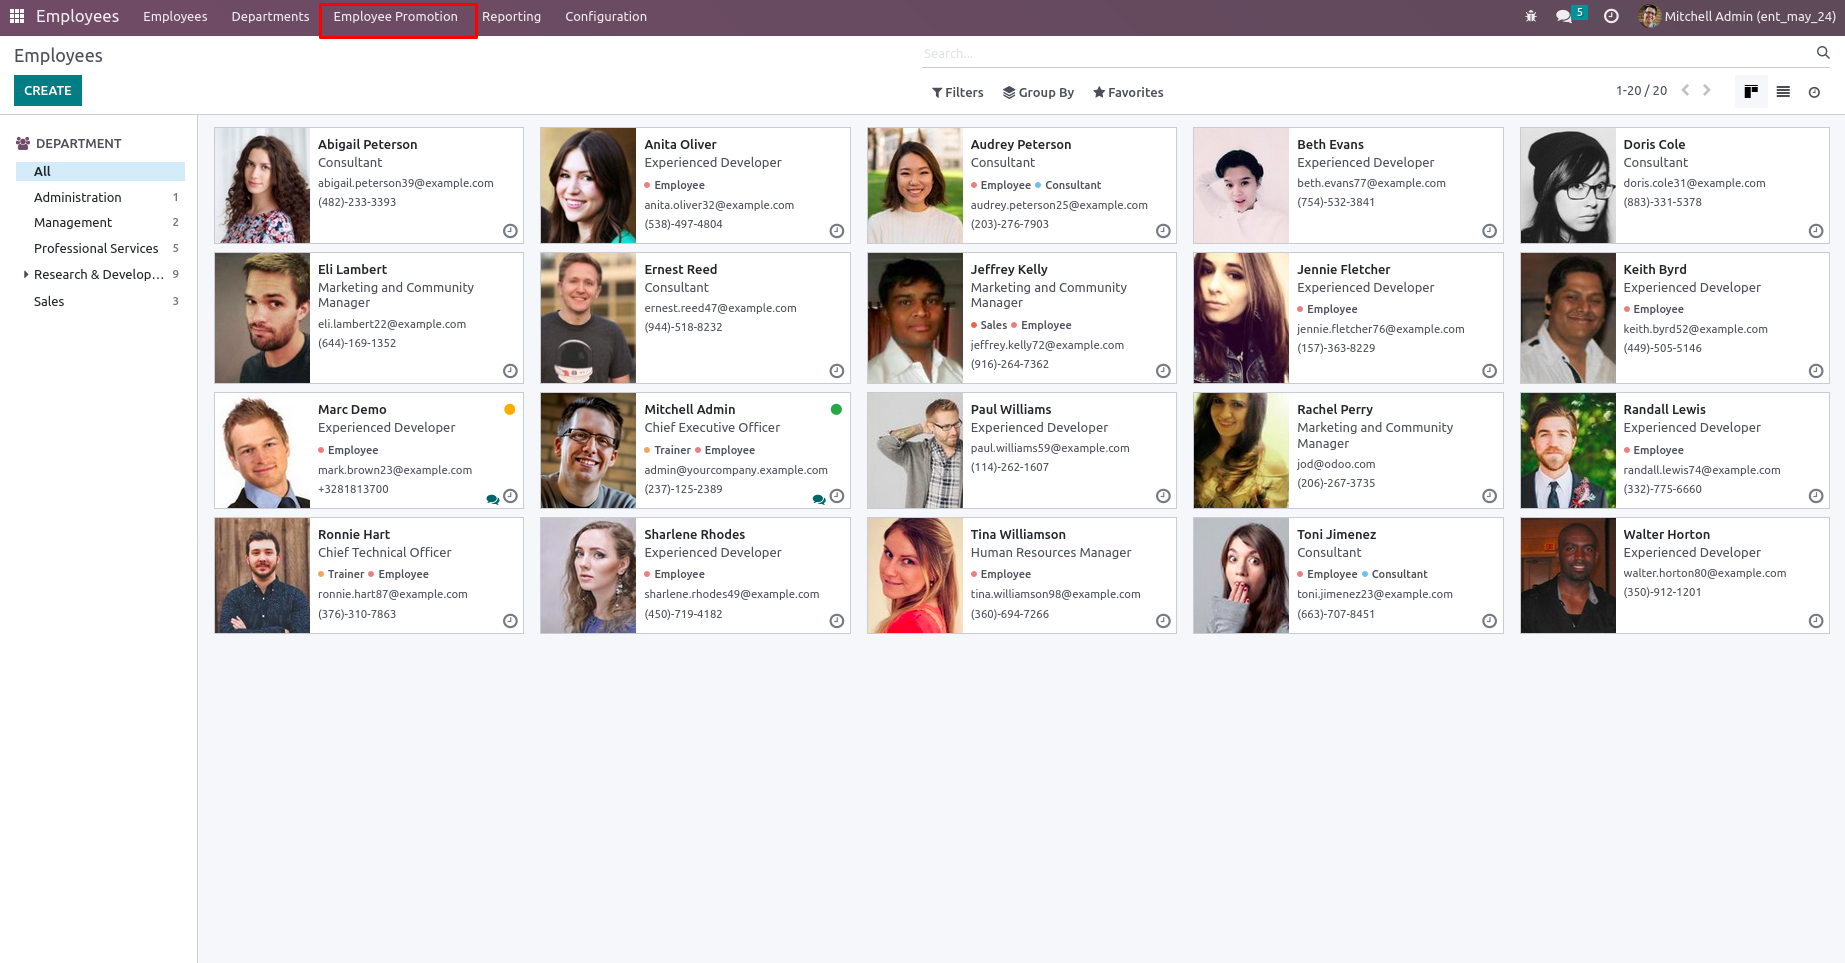 Employees Employees Departments Employee Promotion Reporting Configuration 5 Mitchell Admin (ent_may_24)
Employees
Search...
CREATE
Filters Group By Favorites
1-20 / 20
DEPARTMENT
All
Administration 1
Management 2
Professional Services 5
Research & Develop... 9
Sales 3
Abigail Peterson
Consultant
abigail.peterson39@example.com
(482)-233-3393
Anita Oliver
Experienced Developer
Employee
anita.oliver32@example.com
(538)-497-4804
Audrey Peterson
Consultant
Employee Consultant
audrey.peterson25@example.com
(203)-276-7903
Beth Evans
Experienced Developer
beth.evans77@example.com
(754)-532-3841
Doris Cole
Consultant
doris.cole31@example.com
(883)-331-5378
Eli Lambert
Marketing and Community
Manager
eli.lambert22@example.com
(644)-169-1352
Ernest Reed
Consultant
ernest.reed47@example.com
(944)-518-8232
Jeffrey Kelly
Marketing and Community
Manager
Sales Employee
jeffrey.kelly72@example.com
(916)-264-7362
Jennie Fletcher
Experienced Developer
Employee
jennie.fletcher76@example.com
(157)-363-8229
Keith Byrd
Experienced Developer
Employee
keith.byrd52@example.com
(449)-505-5146
Marc Demo
Experienced Developer
Employee
mark.brown23@example.com
+3281813700
Mitchell Admin
Chief Executive Officer
Trainer Employee
admin@yourcompany.example.com
(237)-125-2389
Paul Williams
Experienced Developer
paul.williams59@example.com
(114)-262-1607
Rachel Perry
Marketing and Community
Manager
jod@odoo.com
(206)-267-3735
Randall Lewis
Experienced Developer
Employee
randall.lewis74@example.com
(332)-775-6660
Ronnie Hart
Chief Technical Officer
Trainer Employee
ronnie.hart87@example.com
(376)-310-7863
Sharlene Rhodes
Experienced Developer
Employee
sharlene.rhodes49@example.com
(450)-719-4182
Tina Williamson
Human Resources Manager
Employee
tina.williamson98@example.com
(360)-694-7266
Toni Jimenez
Consultant
Employee Consultant
toni.jimenez23@example.com
(663)-707-8451
Walter Horton
Experienced Developer
walter.horton80@example.com
(350)-912-1201